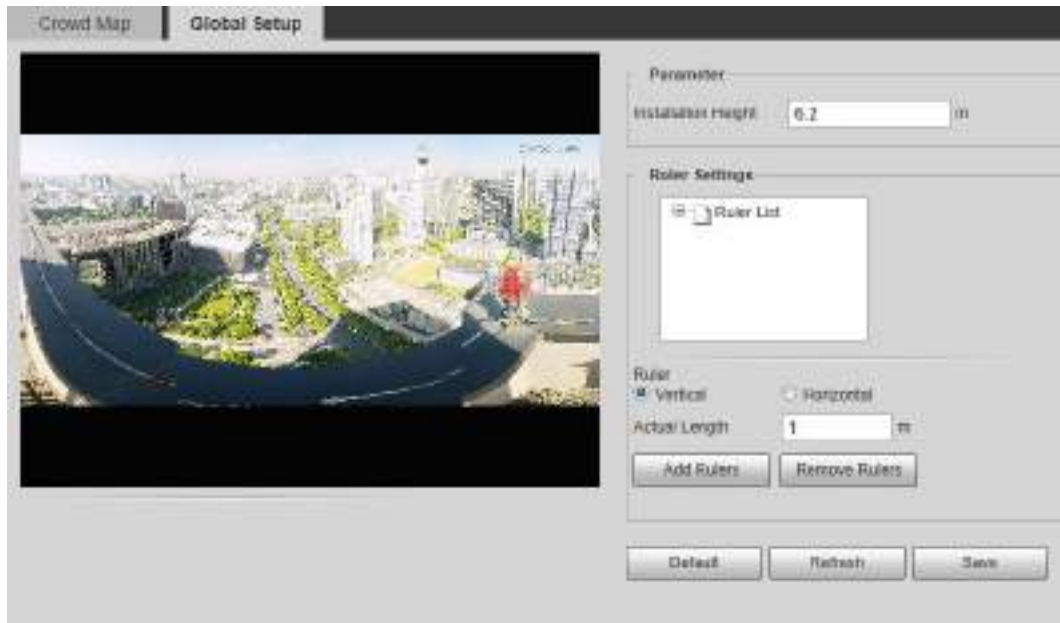 Crowd Map
Global Setup
Parameter
Installation Height 6.2 m
Ruler Settings
Ruler List
Ruler
Vertical
Horizontal
Actual Length 1 m
Add Rulers
Remove Rulers
Default
Refresh
Save